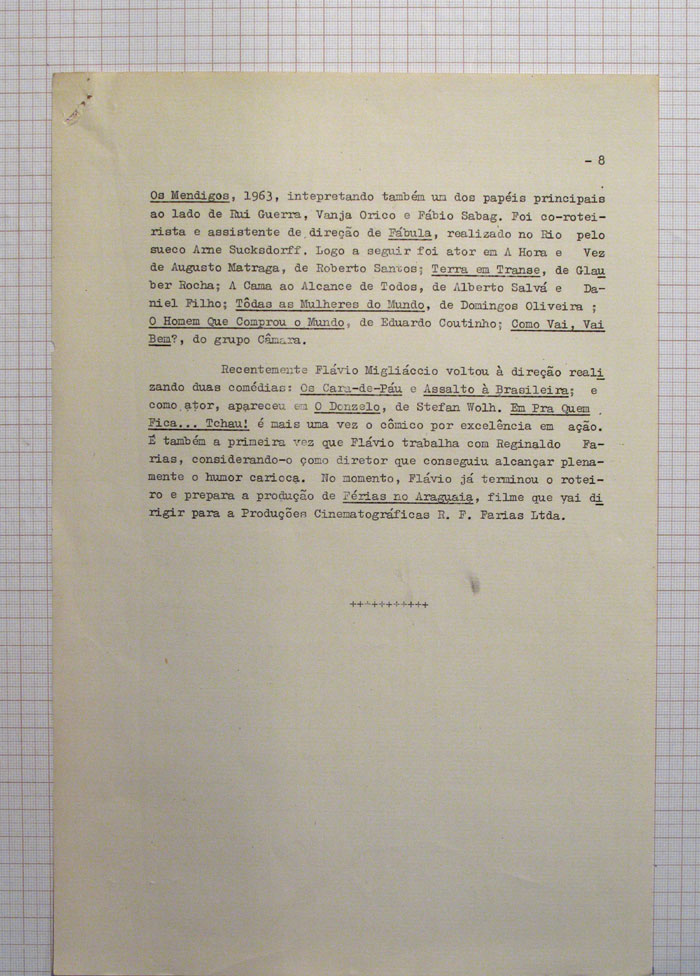 - 8
Os Mendigos, 1963, intepretando também um dos papéis principais
ao lado de Rui Guerra, Vanja Orico e Fábio Sabag. Foi co-rotei-
rista e assistente de direção de Fábula, realizado no Rio pelo
sueco Arne Sucksdorff. Logo a seguir foi ator em A Hora e Vez
de Augusto Matraga, de Roberto Santos; Terra em Transe, de Glau
ber Rocha; A Cama ao Alcance de Todos, de Alberto Salvá e Da-
niel Filho; Tôdas as Mulheres do Mundo, de Domingos Oliveira ;
O Homem Que Comprou o Mundo, de Eduardo Coutinho; Como Vai, Vai
Bem?, do grupo Câmara.
Recentemente Flávio Migliáccio voltou à direção reali
zando duas comédias: Os Cara-de-Páu e Assalto à Brasileira; e
como ator, apareceu em O Donzelo, de Stefan Wolh. Em Pra Quem
Fica... Tchau! é mais uma vez o cômico por excelência em ação.
É também a primeira vez que Flávio trabalha com Reginaldo Fa-
rias, considerando-o como diretor que conseguiu alcançar plena-
mente o humor carioca. No momento, Flávio já terminou o rotei-
ro e prepara a produção de Férias no Araguaia, filme que vai di
rigir para a Produções Cinematográficas R. F. Farias Ltda.
+++++++++++